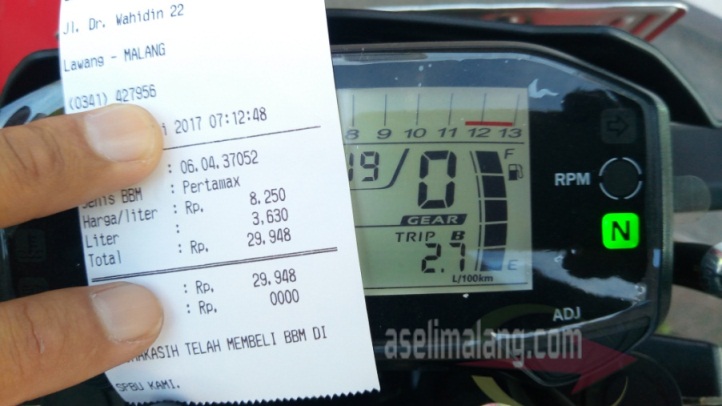 Jl. Dr. Wahidin 22
Lawang - MALANG
(0341) 427956
2017 07:12:48
: 06.04.37052
Jenis BBM : Pertamax
Harga/liter : Rp. 8.250
Liter : 3.630
Total : Rp. 29.948
: Rp. 29.948
: Rp. 0000
TELAH MEMBELI BBM DI
SPBU KAMI.
8 9 10 11 12 13
19/ 0
GEAR
F
TRIP B
2.7
E
L/100km
RPM
N
ADJ
aselimalang.com